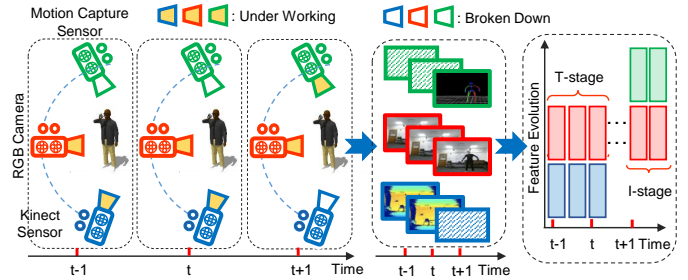 Motion Capture
Sensor
: Under Working
: Broken Down
RGB Camera
Kinect
Sensor
t-1
t
t+1
Time
t-1
t
t+1
Time
Feature Evolution
T-stage
I-stage
t-1
t
t+1
Time